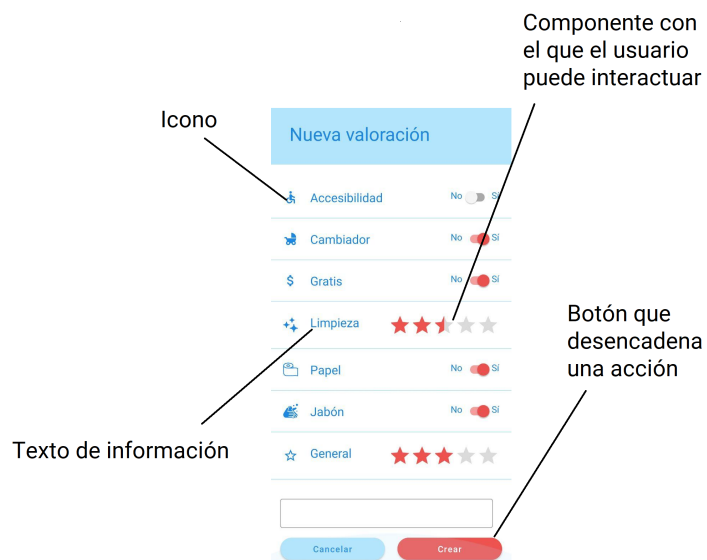 Componente con
el que el usuario
puede interactuar
Icono
Nueva valoración
Accesibilidad No Sí
Cambiador No Sí
$ Gratis No Sí
Limpieza
Botón que
desencadena
una acción
Papel No Sí
Jabón No Sí
Texto de información
General
Cancelar Crear